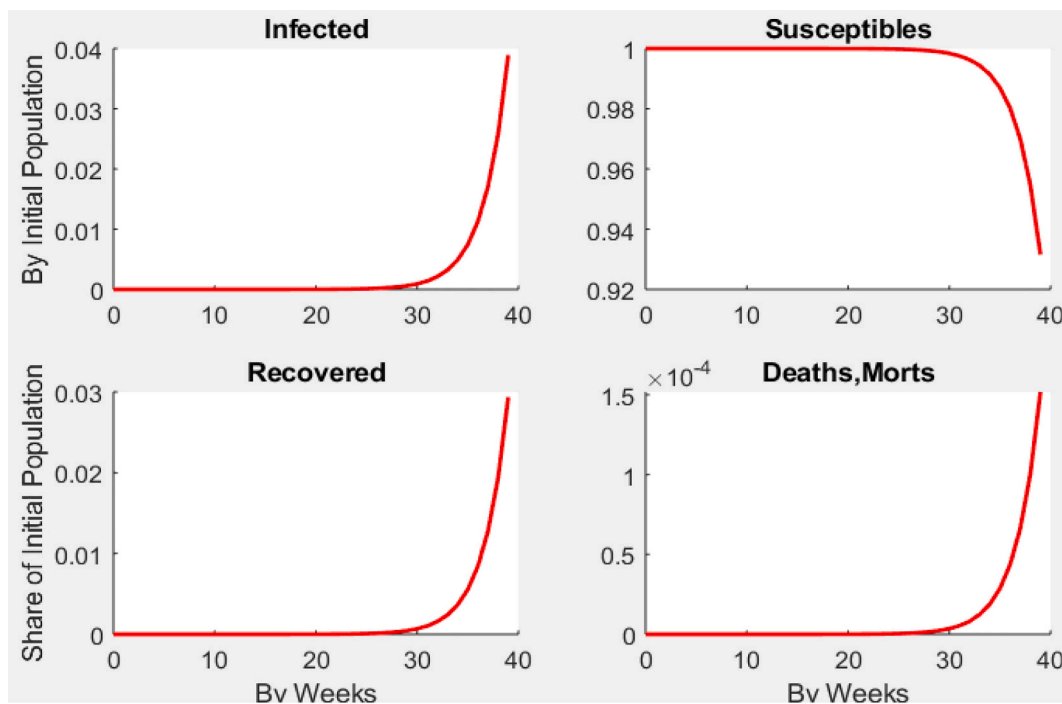 Infected
By Initial Population
0.04
0.03
0.02
0.01
0
0 10 20 30 40
Susceptibles
1
0.98
0.96
0.94
0.92
0 10 20 30 40
Recovered
Share of Initial Population
0.03
0.02
0.01
0
0 10 20 30 40
By Weeks
Deaths,Morts
×10⁻⁴
1.5
1
0.5
0
0 10 20 30 40
By Weeks